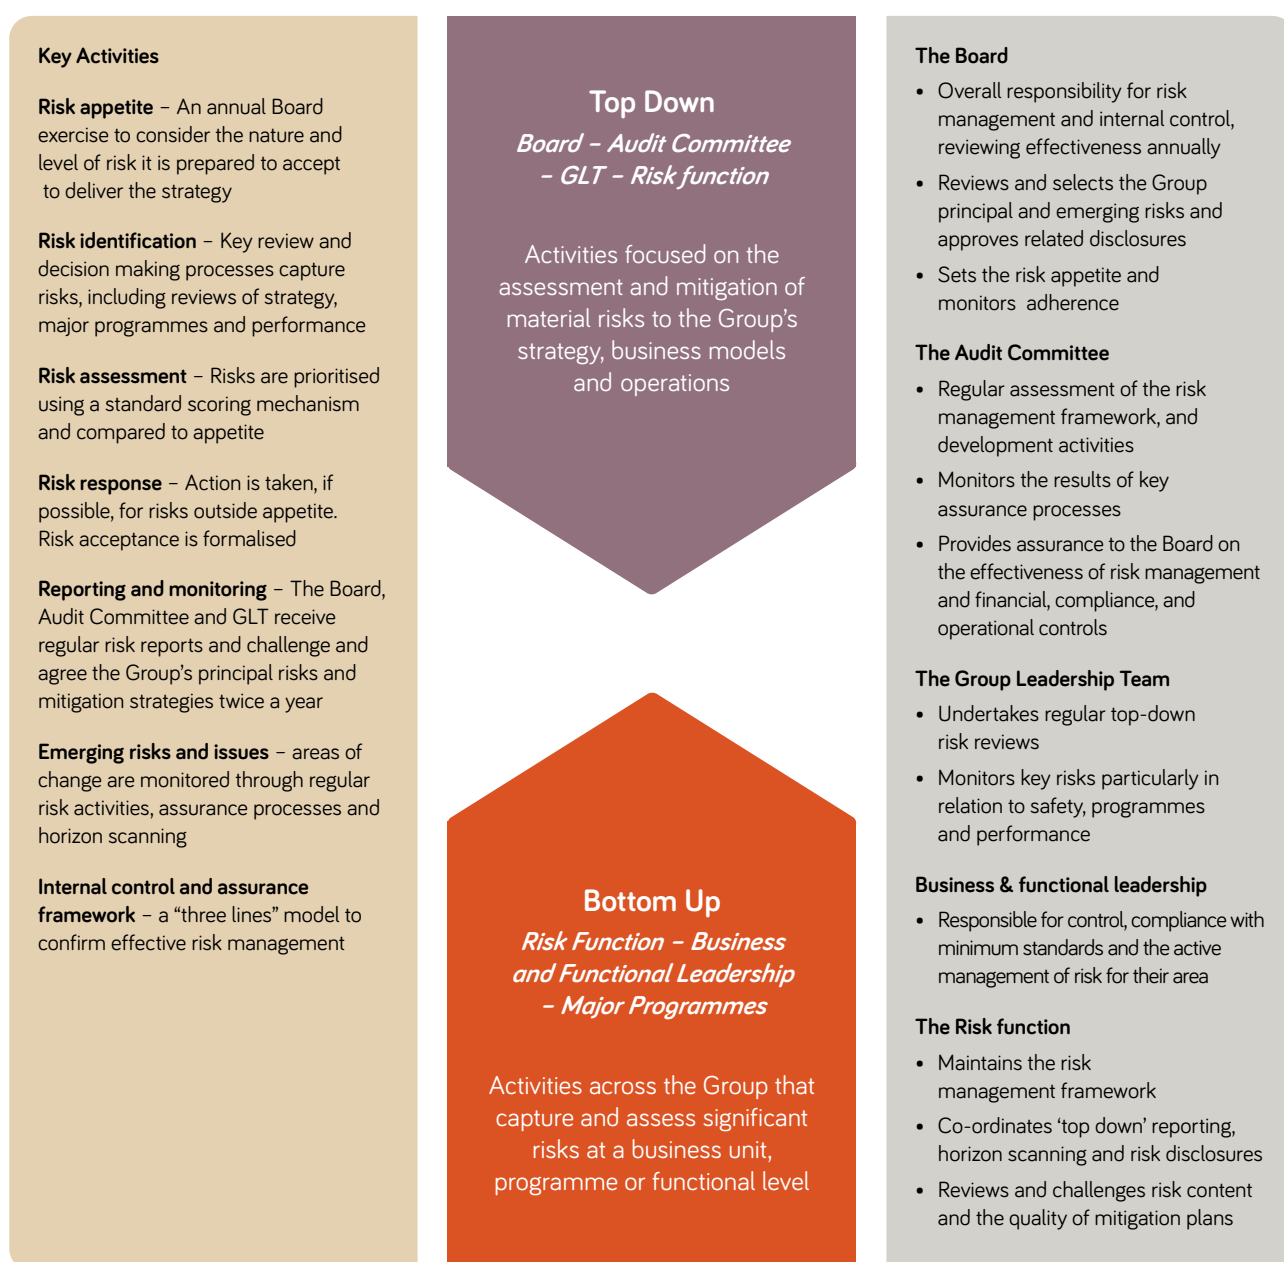 Key Activities
Risk appetite – An annual Board
exercise to consider the nature and
level of risk it is prepared to accept
to deliver the strategy
Risk identification – Key review and
decision making processes capture
risks, including reviews of strategy,
major programmes and performance
Risk assessment – Risks are prioritised
using a standard scoring mechanism
and compared to appetite
Risk response – Action is taken, if
possible, for risks outside appetite.
Risk acceptance is formalised
Reporting and monitoring – The Board,
Audit Committee and GLT receive
regular risk reports and challenge and
agree the Group’s principal risks and
mitigation strategies twice a year
Emerging risks and issues – areas of
change are monitored through regular
risk activities, assurance processes and
horizon scanning
Internal control and assurance
framework – a “three lines” model to
confirm effective risk management
Top Down
Board – Audit Committee
– GLT – Risk function
Activities focused on the
assessment and mitigation of
material risks to the Group’s
strategy, business models
and operations
Bottom Up
Risk Function – Business
and Functional Leadership
– Major Programmes
Activities across the Group that
capture and assess significant
risks at a business unit,
programme or functional level
The Board
• Overall responsibility for risk
management and internal control,
reviewing effectiveness annually
• Reviews and selects the Group
principal and emerging risks and
approves related disclosures
• Sets the risk appetite and
monitors adherence
The Audit Committee
• Regular assessment of the risk
management framework, and
development activities
• Monitors the results of key
assurance processes
• Provides assurance to the Board on
the effectiveness of risk management
and financial, compliance, and
operational controls
The Group Leadership Team
• Undertakes regular top-down
risk reviews
• Monitors key risks particularly in
relation to safety, programmes
and performance
Business & functional leadership
• Responsible for control, compliance with
minimum standards and the active
management of risk for their area
The Risk function
• Maintains the risk
management framework
• Co-ordinates ‘top down’ reporting,
horizon scanning and risk disclosures
• Reviews and challenges risk content
and the quality of mitigation plans